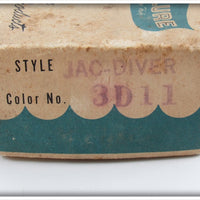 STYLE JAC-DIVER
Color No. 3D11